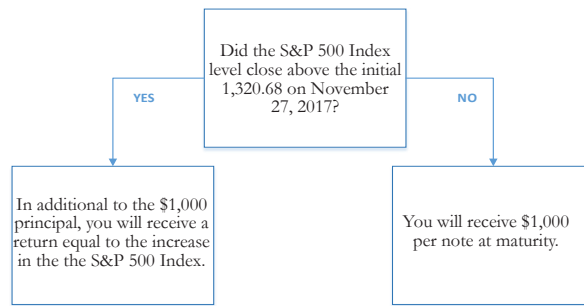 Did the S&P 500 Index
level close above the initial
1,320.68 on November
27, 2017?
YES
NO
In additional to the $1,000
principal, you will receive a
return equal to the increase
in the the S&P 500 Index.
You will receive $1,000
per note at maturity.